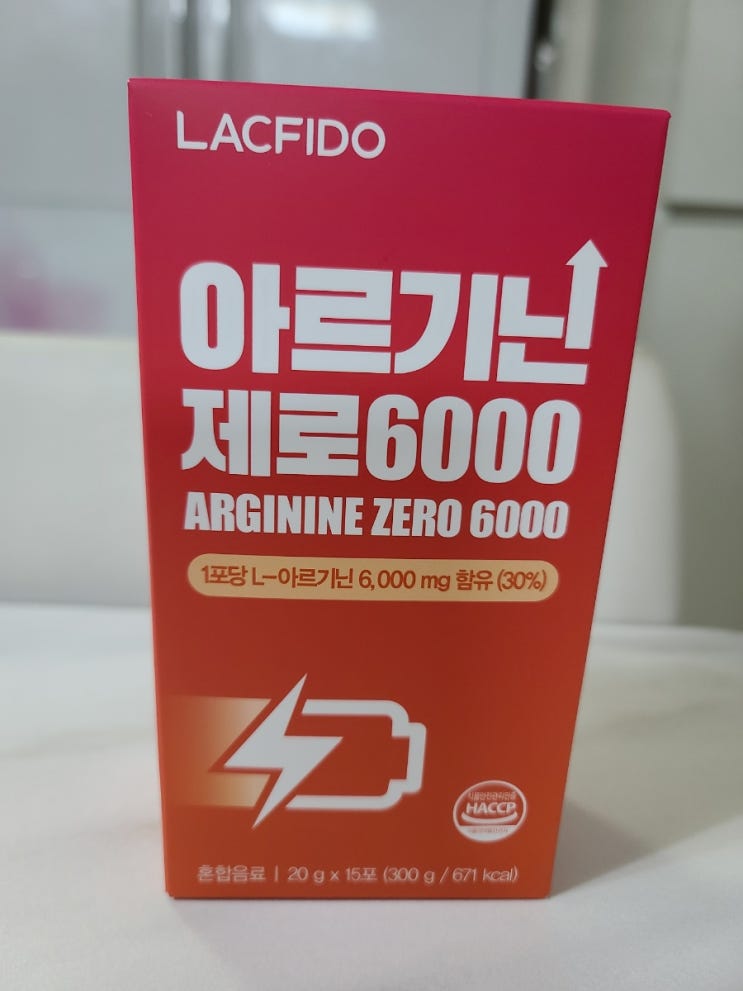 LACFIDO
아르기닌
제로6000
ARGININE ZERO 6000
1포당 L-아르기닌 6,000 mg 함유 (30%)
HACCP
혼합음료 | 20 g x 15포 (300 g / 671 kcal)